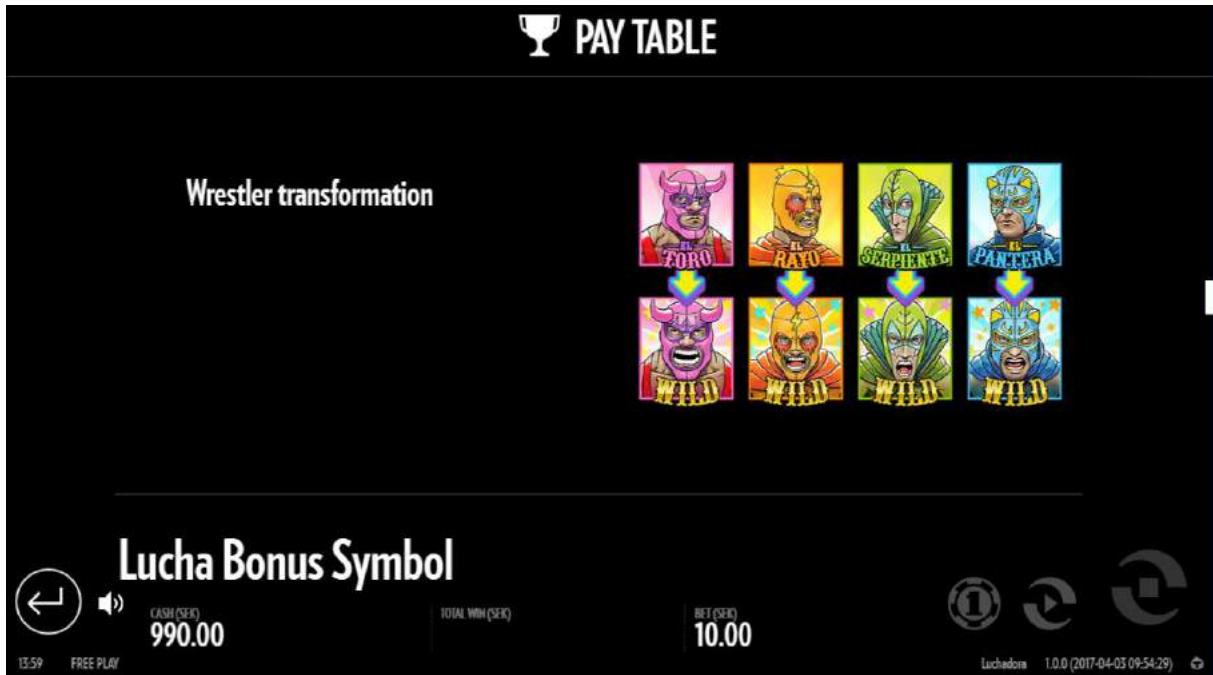 PAY TABLE
Wrestler transformation
EL TORO
EL RAYO
EL SERPIENTE
EL PANTERA
WILD
WILD
WILD
WILD
Lucha Bonus Symbol
CASH (SEK)
990.00
TOTAL WIN (SEK)
BET (SEK)
10.00
1
13:59 FREE PLAY
Luchadora 1.0.0 (2017-04-03 09:54:29)